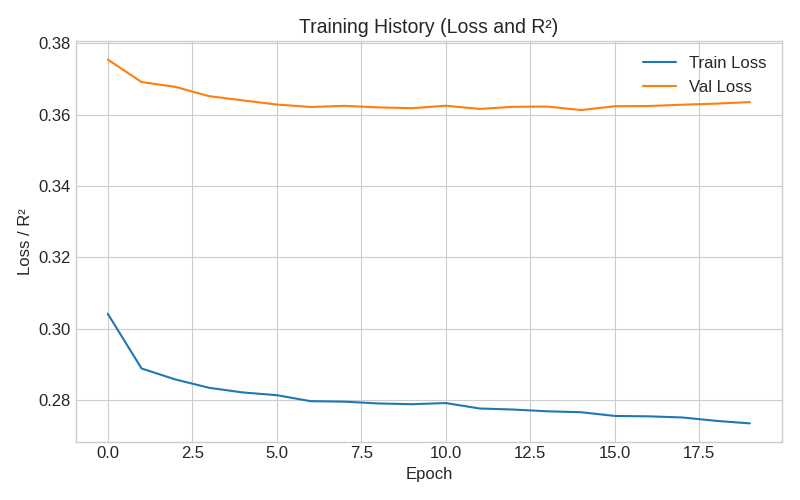 Training History (Loss and R²)
Train Loss
Val Loss
Loss / R²
0.38
0.36
0.34
0.32
0.30
0.28
0.0 2.5 5.0 7.5 10.0 12.5 15.0 17.5
Epoch